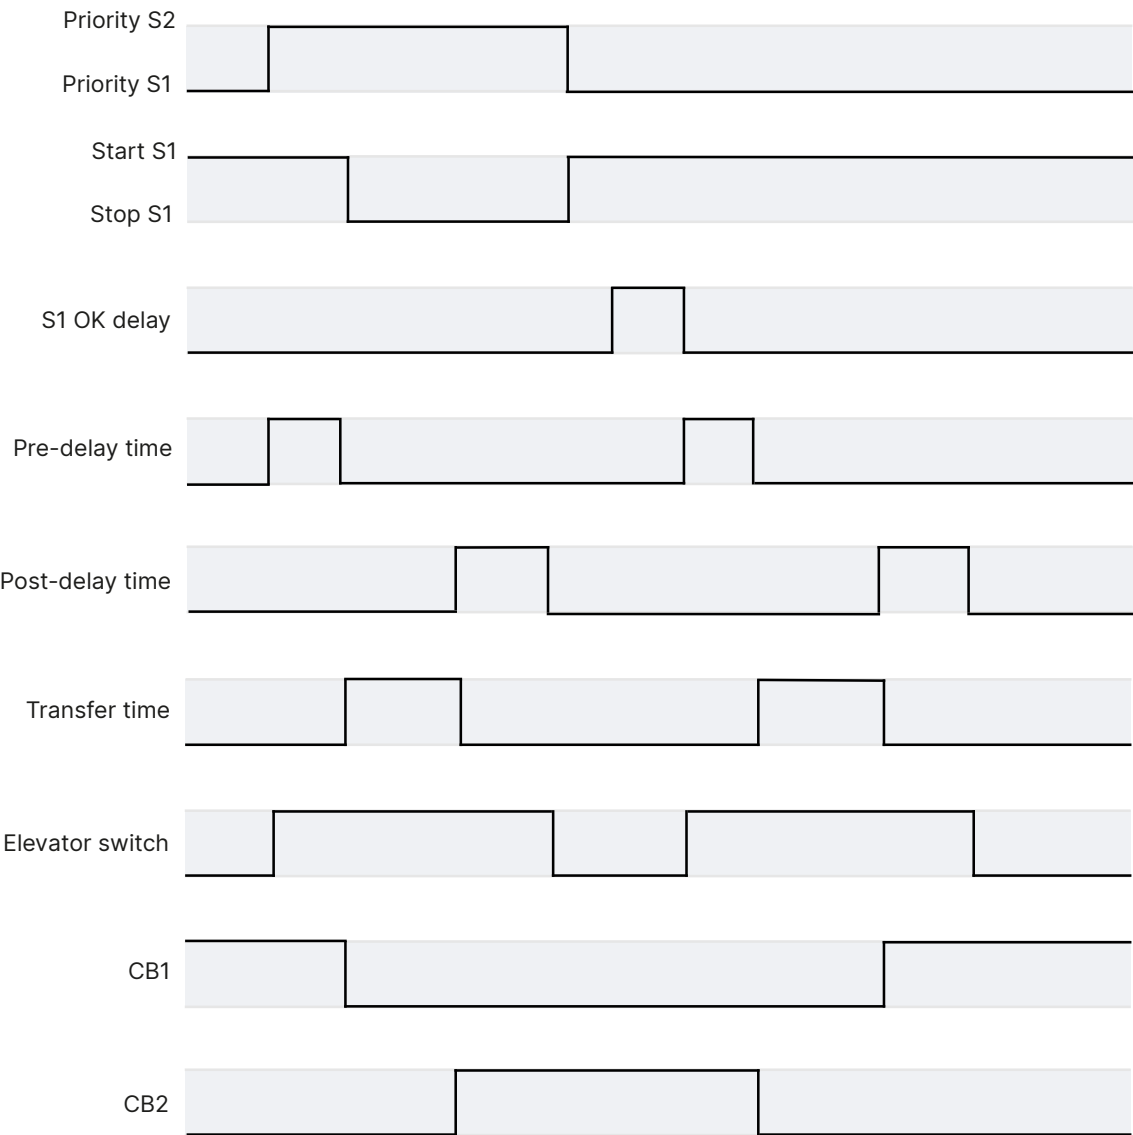 Priority S2
Priority S1
Start S1
Stop S1
S1 OK delay
Pre-delay time
Post-delay time
Transfer time
Elevator switch
CB1
CB2